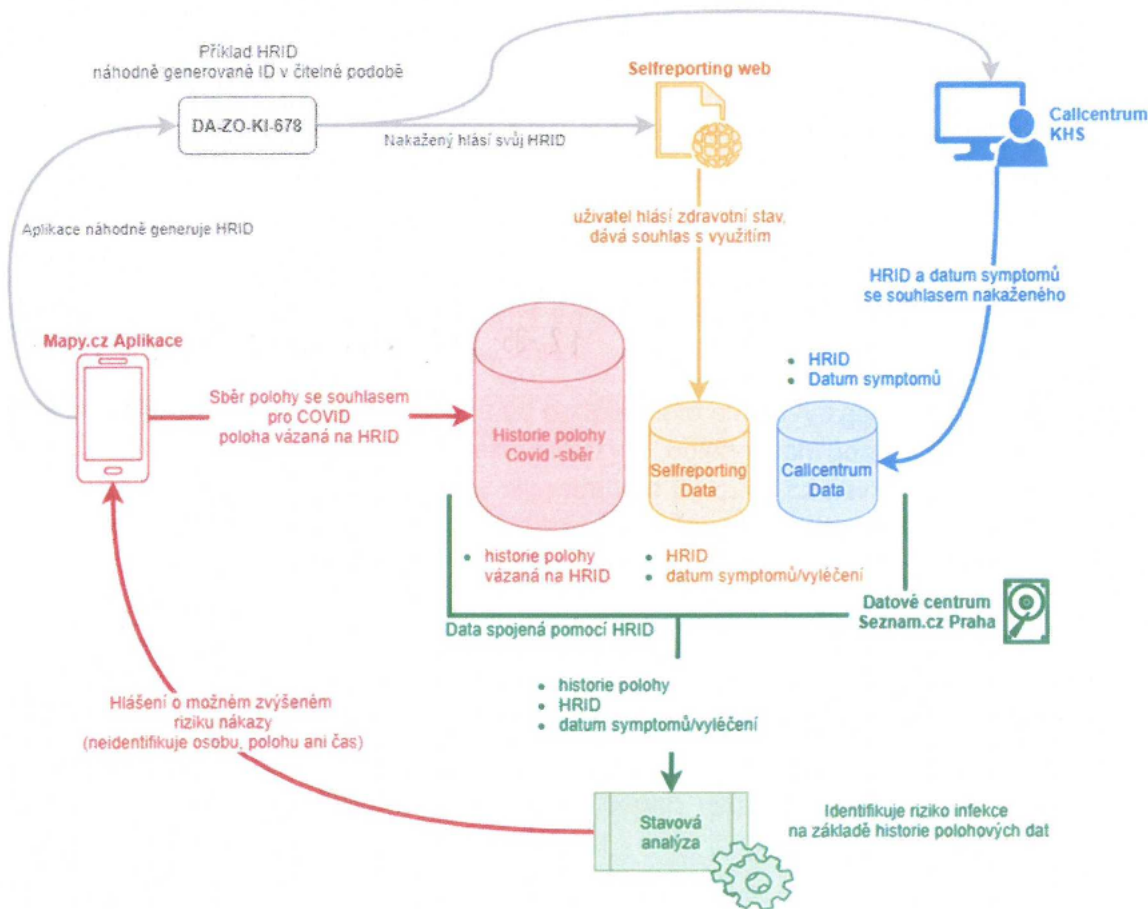 Příklad HRID
náhodně generované ID v čitelné podobě
DA-ZO-KI-678
Selfreporting web
Callcentrum
KHS
Nakažený hlásí svůj HRID
Aplikace náhodně generuje HRID
uživatel hlásí zdravotní stav,
dává souhlas s využitím
HRID a datum symptomů
se souhlasem nakaženého
Mapy.cz Aplikace
Sběr polohy se souhlasem
pro COVID
poloha vázaná na HRID
Historie polohy
Covid -sběr
• HRID
• Datum symptomů
Selfreporting
Data
Callcentrum
Data
• historie polohy
vázaná na HRID
• HRID
• datum symptomů/vyléčení
Datové centrum
Seznam.cz Praha
Data spojená pomocí HRID
• historie polohy
• HRID
• datum symptomů/vyléčení
Hlášení o možném zvýšeném
riziku nákazy
(neidentifikuje osobu, polohu ani čas)
Stavová
analýza
Identifikuje riziko infekce
na základě historie polohových dat